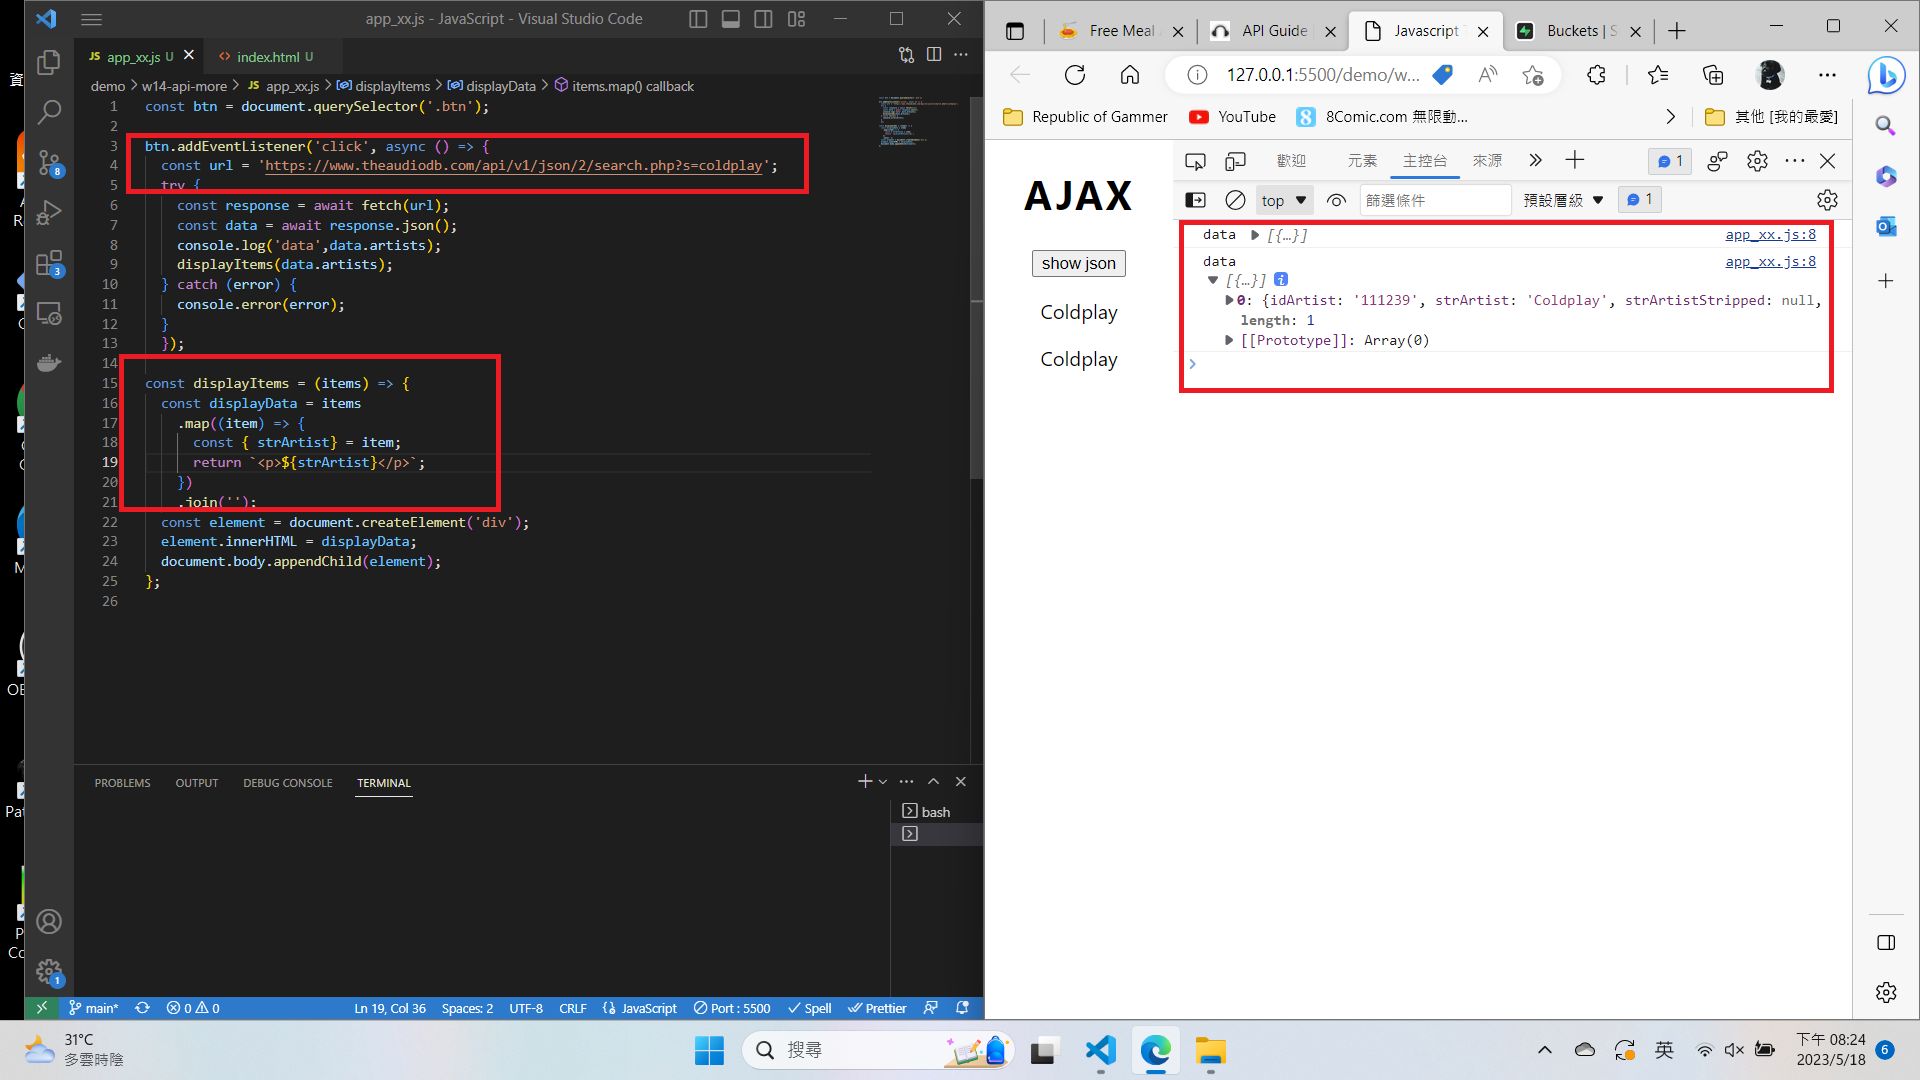 app_xx.js - JavaScript - Visual Studio Code
JS app_xx.js U
<> index.html U
demo > w14-api-more > JS app_xx.js > displayItems > displayData > items.map() callback
1 const btn = document.querySelector('.btn');
2
3 btn.addEventListener('click', async () => {
4 const url = 'https://www.theaudiodb.com/api/v1/json/2/search.php?s=coldplay';
5 try {
6 const response = await fetch(url);
7 const data = await response.json();
8 console.log('data',data.artists);
9 displayItems(data.artists);
10 } catch (error) {
11 console.error(error);
12 }
13 });
14
15 const displayItems = (items) => {
16 const displayData = items
17 .map((item) => {
18 const { strArtist} = item;
19 return `<p>${strArtist}</p>`;
20 })
21 .join('');
22 const element = document.createElement('div');
23 element.innerHTML = displayData;
24 document.body.appendChild(element);
25 };
26
8
3
1
PROBLEMS OUTPUT DEBUG CONSOLE TERMINAL
bash
main* 0 0 Ln 19, Col 36 Spaces: 2 UTF-8 CRLF JavaScript Port : 5500 Spell Prettier
Free Meal
API Guide
Javascript
Buckets | S
127.0.0.1:5500/demo/w...
Republic of Gammer
YouTube
8Comic.com 無限動...
其他 [我的最愛]
歡迎 元素 主控台 來源 1
top 篩選條件 預設層級 1
AJAX
show json
Coldplay
Coldplay
data [{…}] app_xx.js:8
data app_xx.js:8
[{…}]
0: {idArtist: '111239', strArtist: 'Coldplay', strArtistStripped: null,
length: 1
[[Prototype]]: Array(0)
資
OB
Pat
Co
31°C
多雲時陰
搜尋
英
下午 08:24
2023/5/18
6